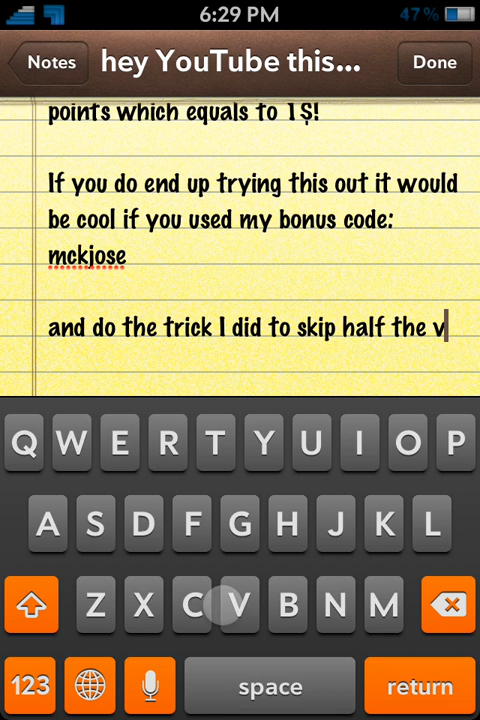 6:29 PM 47%
Notes hey YouTube this... Done
points which equals to 1$!
If you do end up trying this out it would
be cool if you used my bonus code:
mckjose
and do the trick I did to skip half the v
Q W E R T Y U I O P
A S D F G H J K L
Z X C V B N M
123 space return